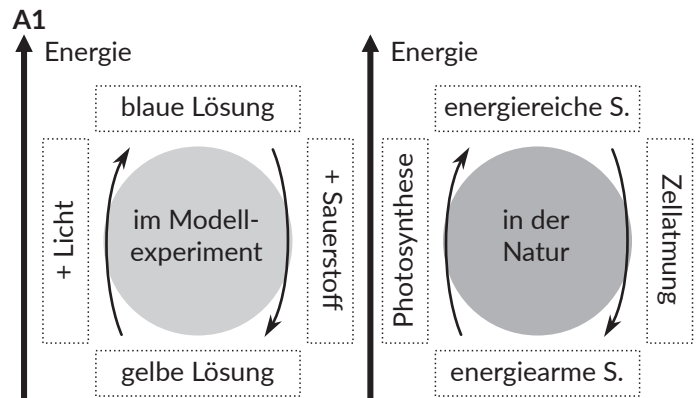 A1
Energie
blaue Lösung
+ Licht
im Modell-
experiment
+ Sauerstoff
gelbe Lösung
Energie
energiereiche S.
Photosynthese
in der
Natur
Zellatmung
energiearme S.